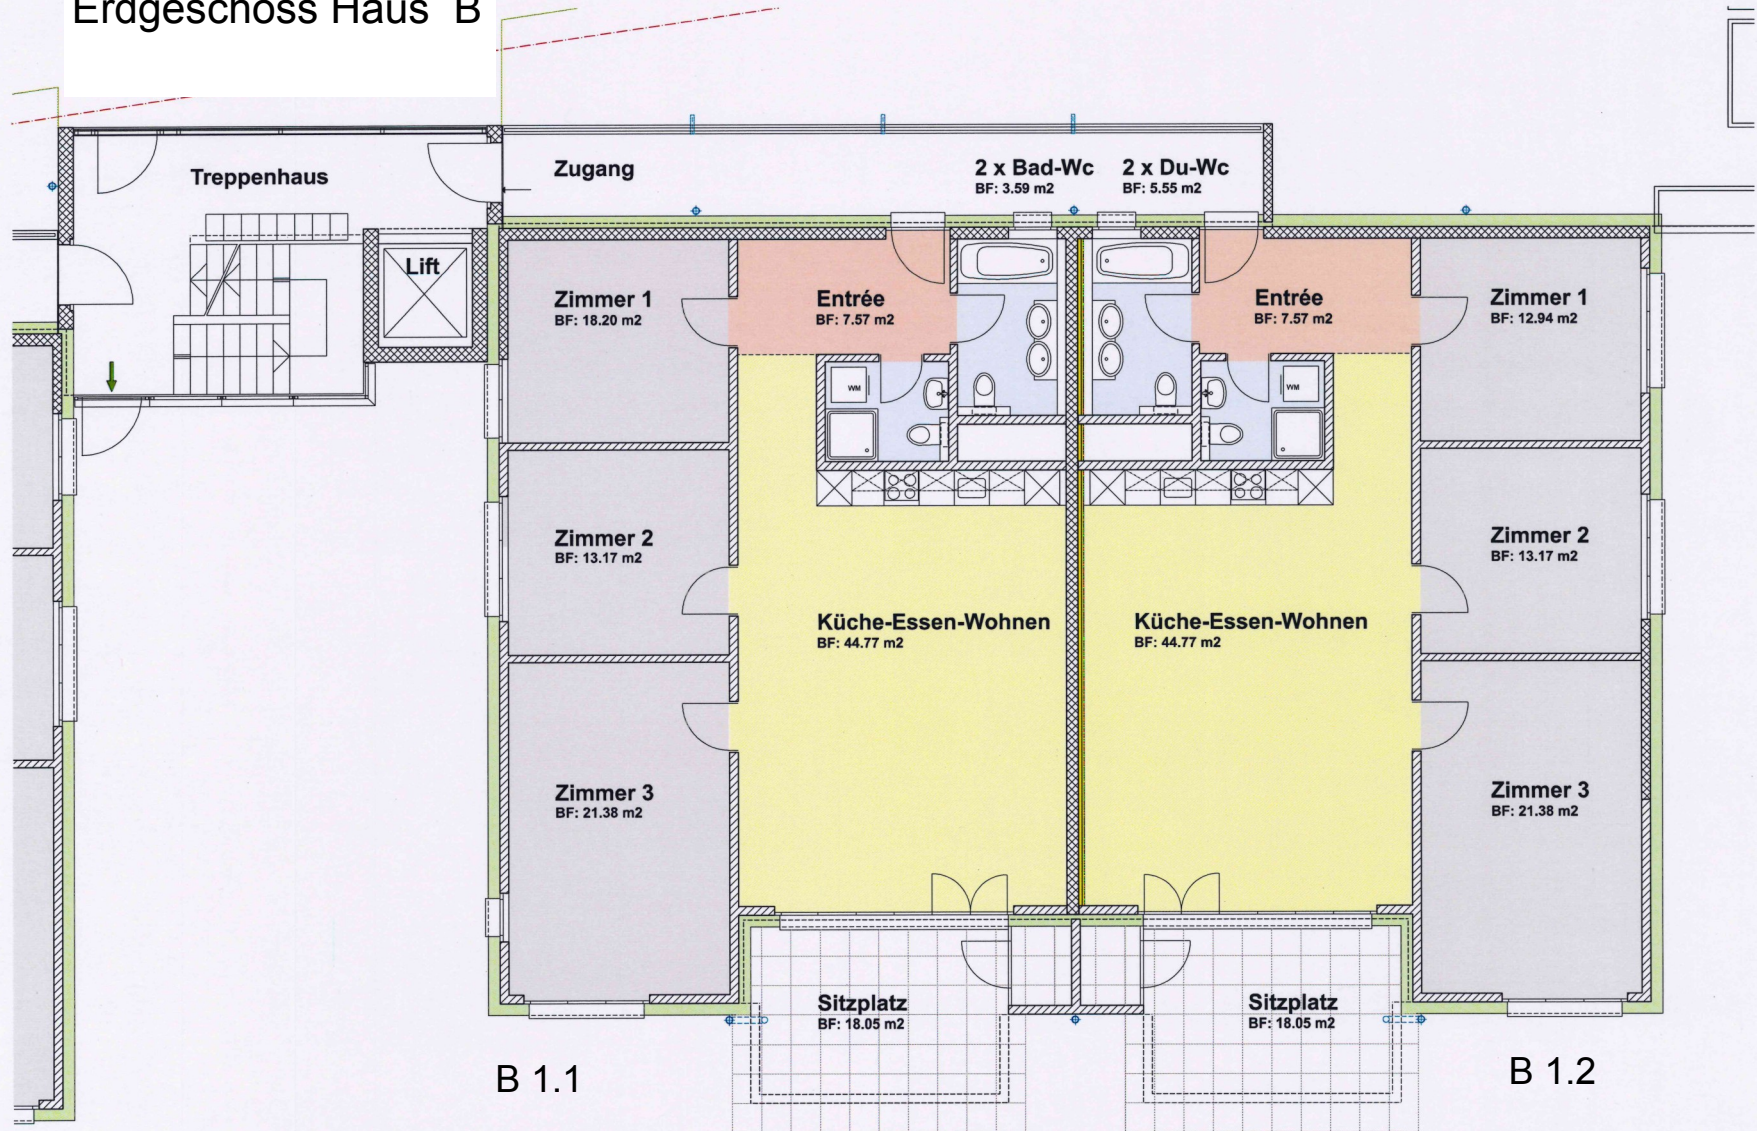 Erdgeschoss Haus B
Treppenhaus
Zugang
2 x Bad-Wc
BF: 3.59 m2
2 x Du-Wc
BF: 5.55 m2
Lift
Zimmer 1
BF: 18.20 m2
Entrée
BF: 7.57 m2
Entrée
BF: 7.57 m2
Zimmer 1
BF: 12.94 m2
WM
WM
Zimmer 2
BF: 13.17 m2
Zimmer 2
BF: 13.17 m2
Küche-Essen-Wohnen
BF: 44.77 m2
Küche-Essen-Wohnen
BF: 44.77 m2
Zimmer 3
BF: 21.38 m2
Zimmer 3
BF: 21.38 m2
Sitzplatz
BF: 18.05 m2
Sitzplatz
BF: 18.05 m2
B 1.1
B 1.2